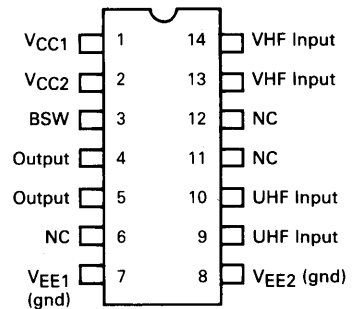 VCC1 1 14 VHF Input
VCC2 2 13 VHF Input
BSW 3 12 NC
Output 4 11 NC
Output 5 10 UHF Input
NC 6 9 UHF Input
VEE1 7 8 VEE2 (gnd)
(gnd)